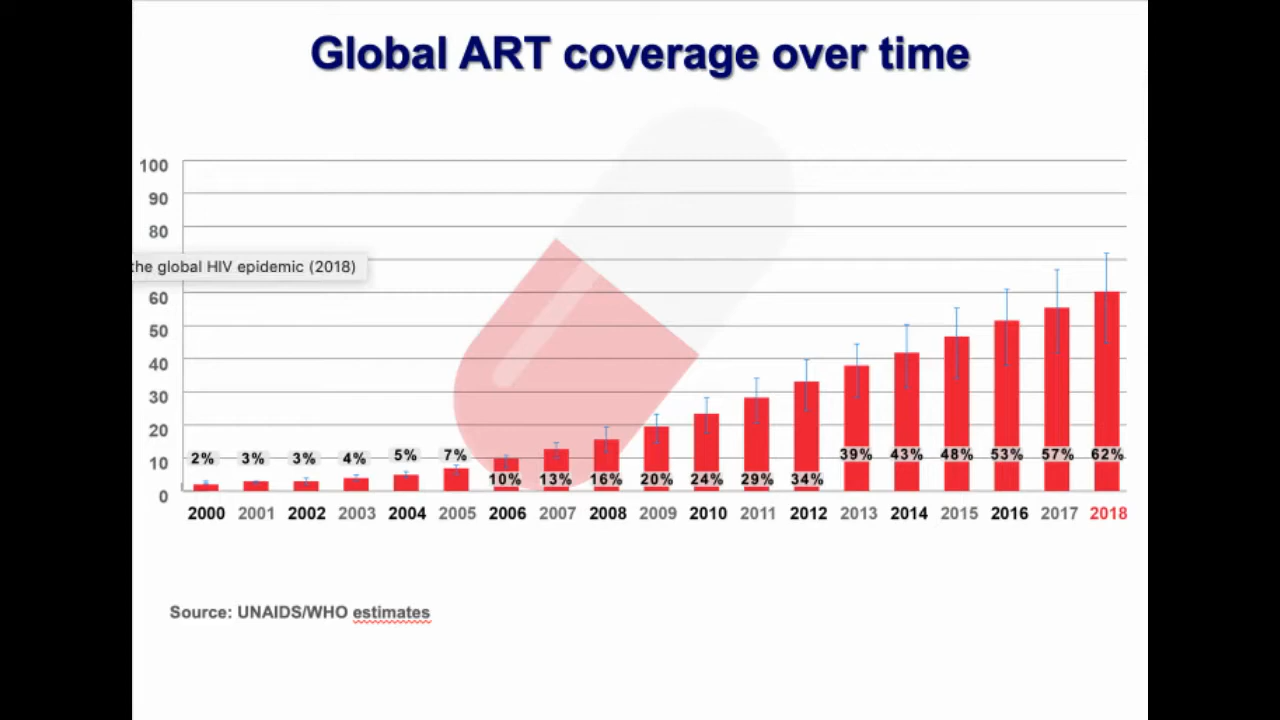 Global ART coverage over time
100
90
80
the global HIV epidemic (2018)
60
50
40
30
20
10
0
2% 3% 3% 4% 5% 7% 10% 13% 16% 20% 24% 29% 34% 39% 43% 48% 53% 57% 62%
2000 2001 2002 2003 2004 2005 2006 2007 2008 2009 2010 2011 2012 2013 2014 2015 2016 2017 2018
Source: UNAIDS/WHO estimates